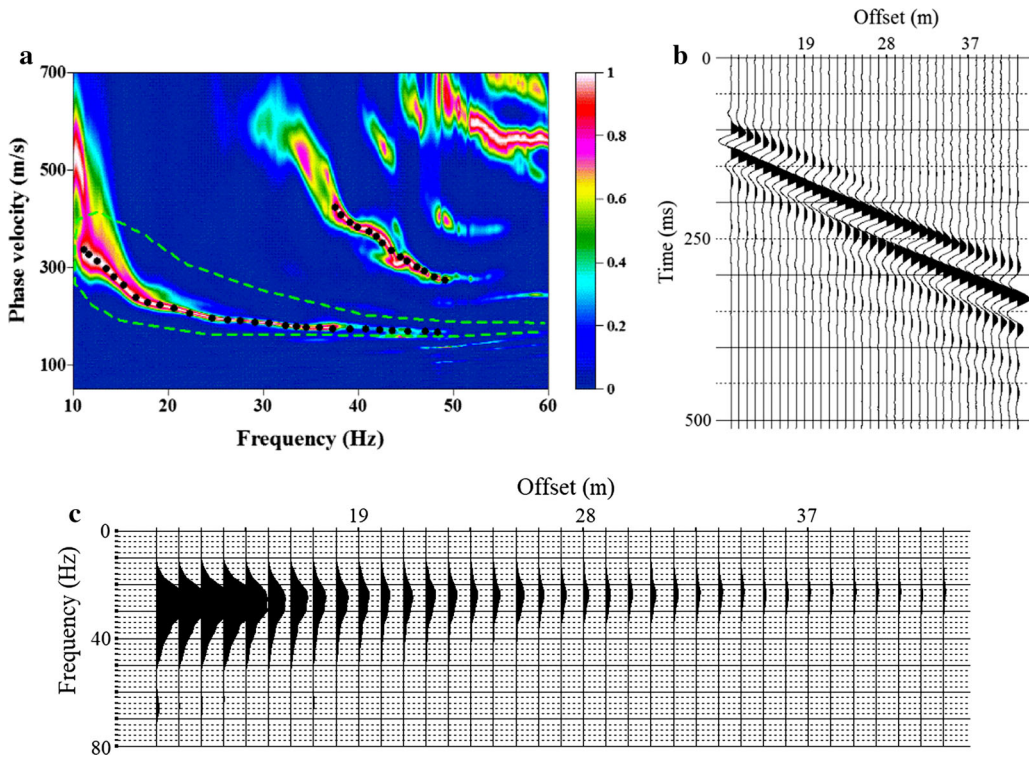 a
700
500
300
100
Phase velocity (m/s)
10 20 30 40 50 60
Frequency (Hz)
1
0.8
0.6
0.4
0.2
0
b
Offset (m)
19 28 37
0
250
500
Time (ms)
c
Offset (m)
19 28 37
0
40
80
Frequency (Hz)